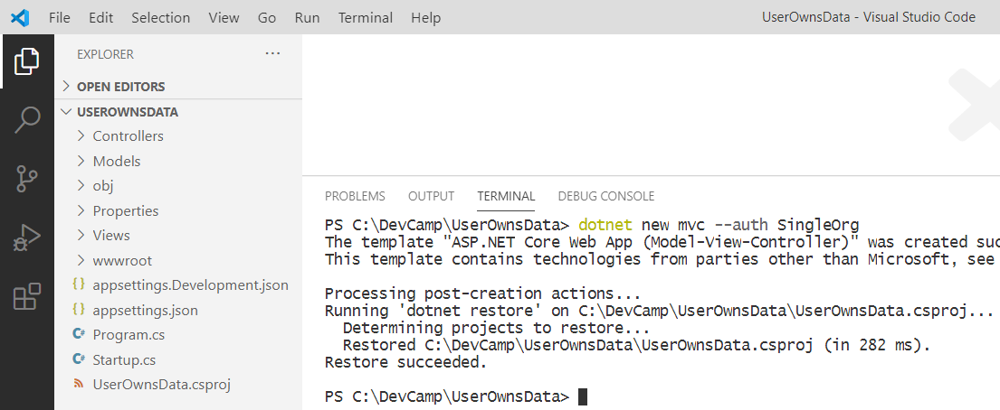 File Edit Selection View Go Run Terminal Help UserOwnsData - Visual Studio Code
EXPLORER ...
OPEN EDITORS
USEROWNSDATA
Controllers
Models
obj
Properties
Views
wwwroot
{} appsettings.Development.json
{} appsettings.json
C# Program.cs
C# Startup.cs
UserOwnsData.csproj
PROBLEMS OUTPUT TERMINAL DEBUG CONSOLE
PS C:\DevCamp\UserOwnsData> dotnet new mvc --auth SingleOrg
The template "ASP.NET Core Web App (Model-View-Controller)" was created suc
This template contains technologies from parties other than Microsoft, see
Processing post-creation actions...
Running 'dotnet restore' on C:\DevCamp\UserOwnsData\UserOwnsData.csproj...
Determining projects to restore...
Restored C:\DevCamp\UserOwnsData\UserOwnsData.csproj (in 282 ms).
Restore succeeded.
PS C:\DevCamp\UserOwnsData>